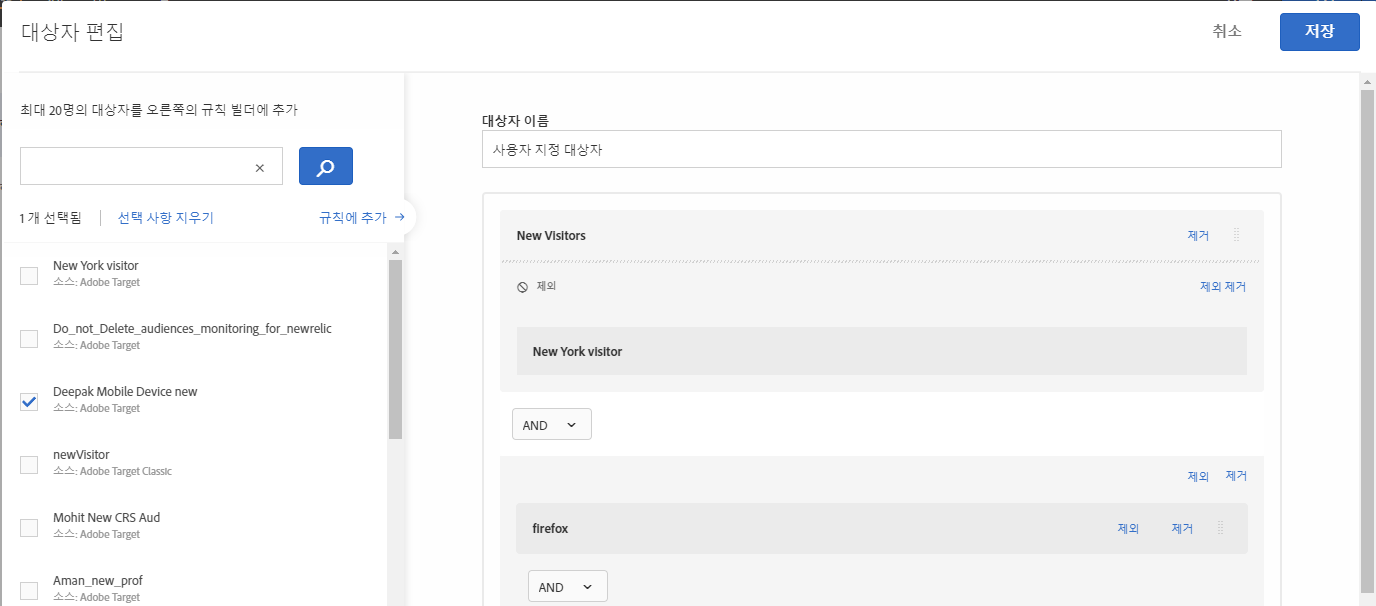 대상자 편집
취소
저장
최대 20명의 대상자를 오른쪽의 규칙 빌더에 추가
1개 선택됨
선택 사항 지우기
규칙에 추가
New York visitor
소스: Adobe Target
Do_not_Delete_audiences_monitoring_for_newrelic
소스: Adobe Target
Deepak Mobile Device new
소스: Adobe Target
newVisitor
소스: Adobe Target Classic
Mohit New CRS Aud
소스: Adobe Target
Aman_new_prof
소스: Adobe Target
대상자 이름
사용자 지정 대상자
New Visitors
제거
제외
제외 제거
New York visitor
AND
제외
제거
firefox
제외
제거
AND